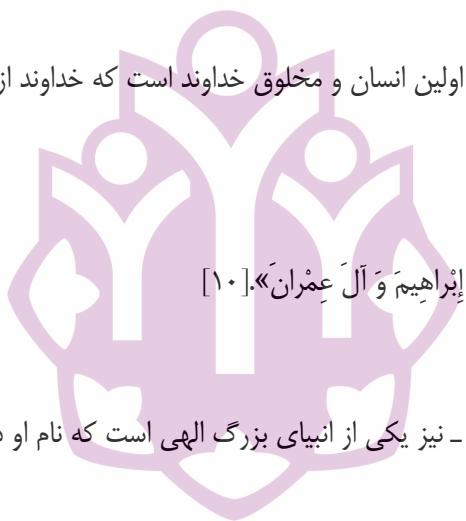 اولین انسان و مخلوق خداوند است که خداوند از
إِبْراهِیمَ وَ آلَ عِمْرانَ».[۱۰]
ـ نیز یکی از انبیای بزرگ الهی است که نام او د